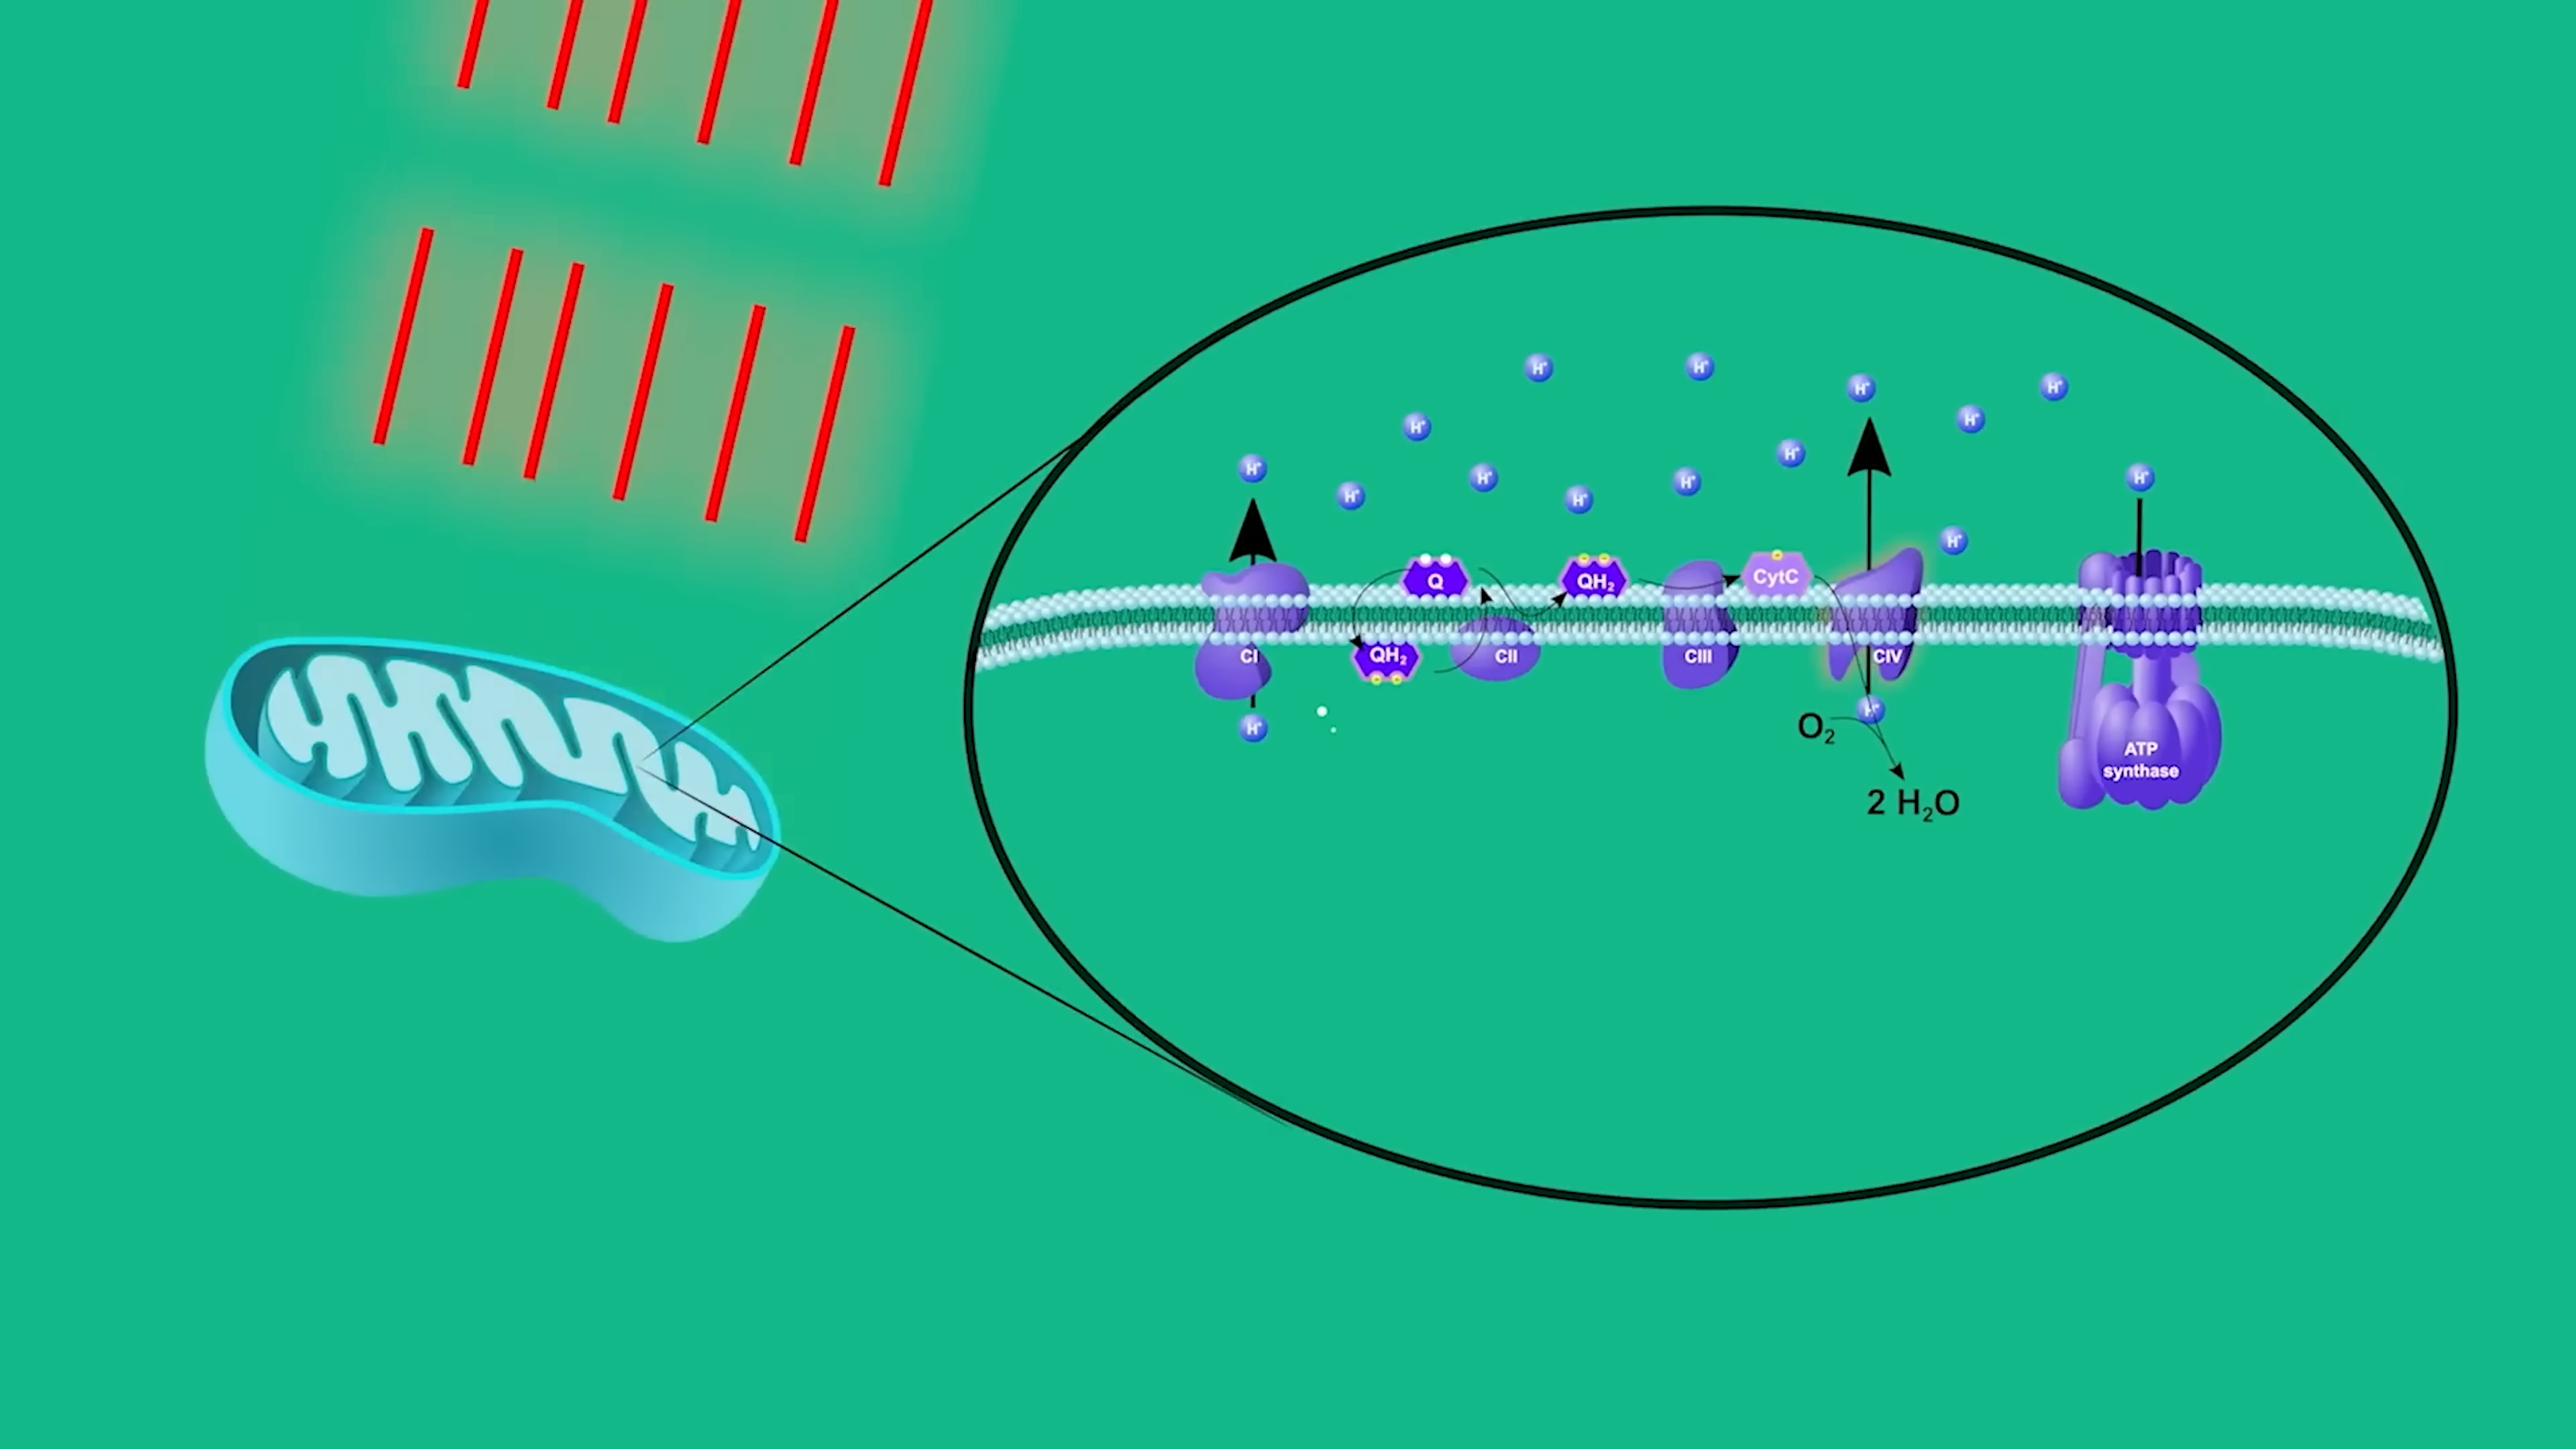 H⁺
H⁺
H⁺
H⁺
H⁺
H⁺
H⁺
H⁺
H⁺
H⁺
H⁺
H⁺
H⁺
H⁺
Q
QH₂
CytC
CI
QH₂
CII
CIII
CIV
H⁺
H⁺
O₂
2 H₂O
ATP
synthase